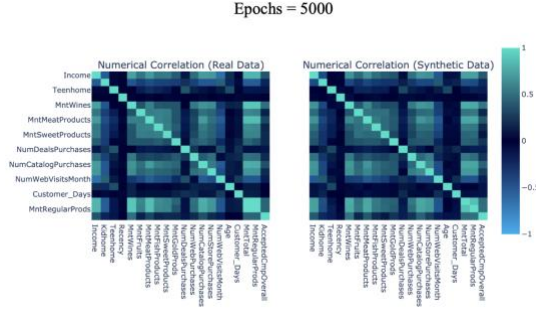 Epochs = 5000
Numerical Correlation (Real Data)
Numerical Correlation (Synthetic Data)
Income
Teenhome
MntWines
MntMeatProducts
MntSweetProducts
NumDealsPurchases
NumCatalogPurchases
NumWebVisitsMonth
Customer_Days
MntRegularProds
Income
Kidhome
Teenhome
Recency
MntWines
MntFruits
MntMeatProducts
MntFishProducts
MntSweetProducts
MntGoldProds
NumDealsPurchases
NumWebPurchases
NumCatalogPurchases
NumStorePurchases
NumWebVisitsMonth
Age
Customer_Days
MntTotal
MntRegularProds
AcceptedCmpOverall
Income
Kidhome
Teenhome
Recency
MntWines
MntFruits
MntMeatProducts
MntFishProducts
MntSweetProducts
MntGoldProds
NumDealsPurchases
NumWebPurchases
NumCatalogPurchases
NumStorePurchases
NumWebVisitsMonth
Age
Customer_Days
MntTotal
MntRegularProds
AcceptedCmpOverall
1
0.5
0
−0.5
−1